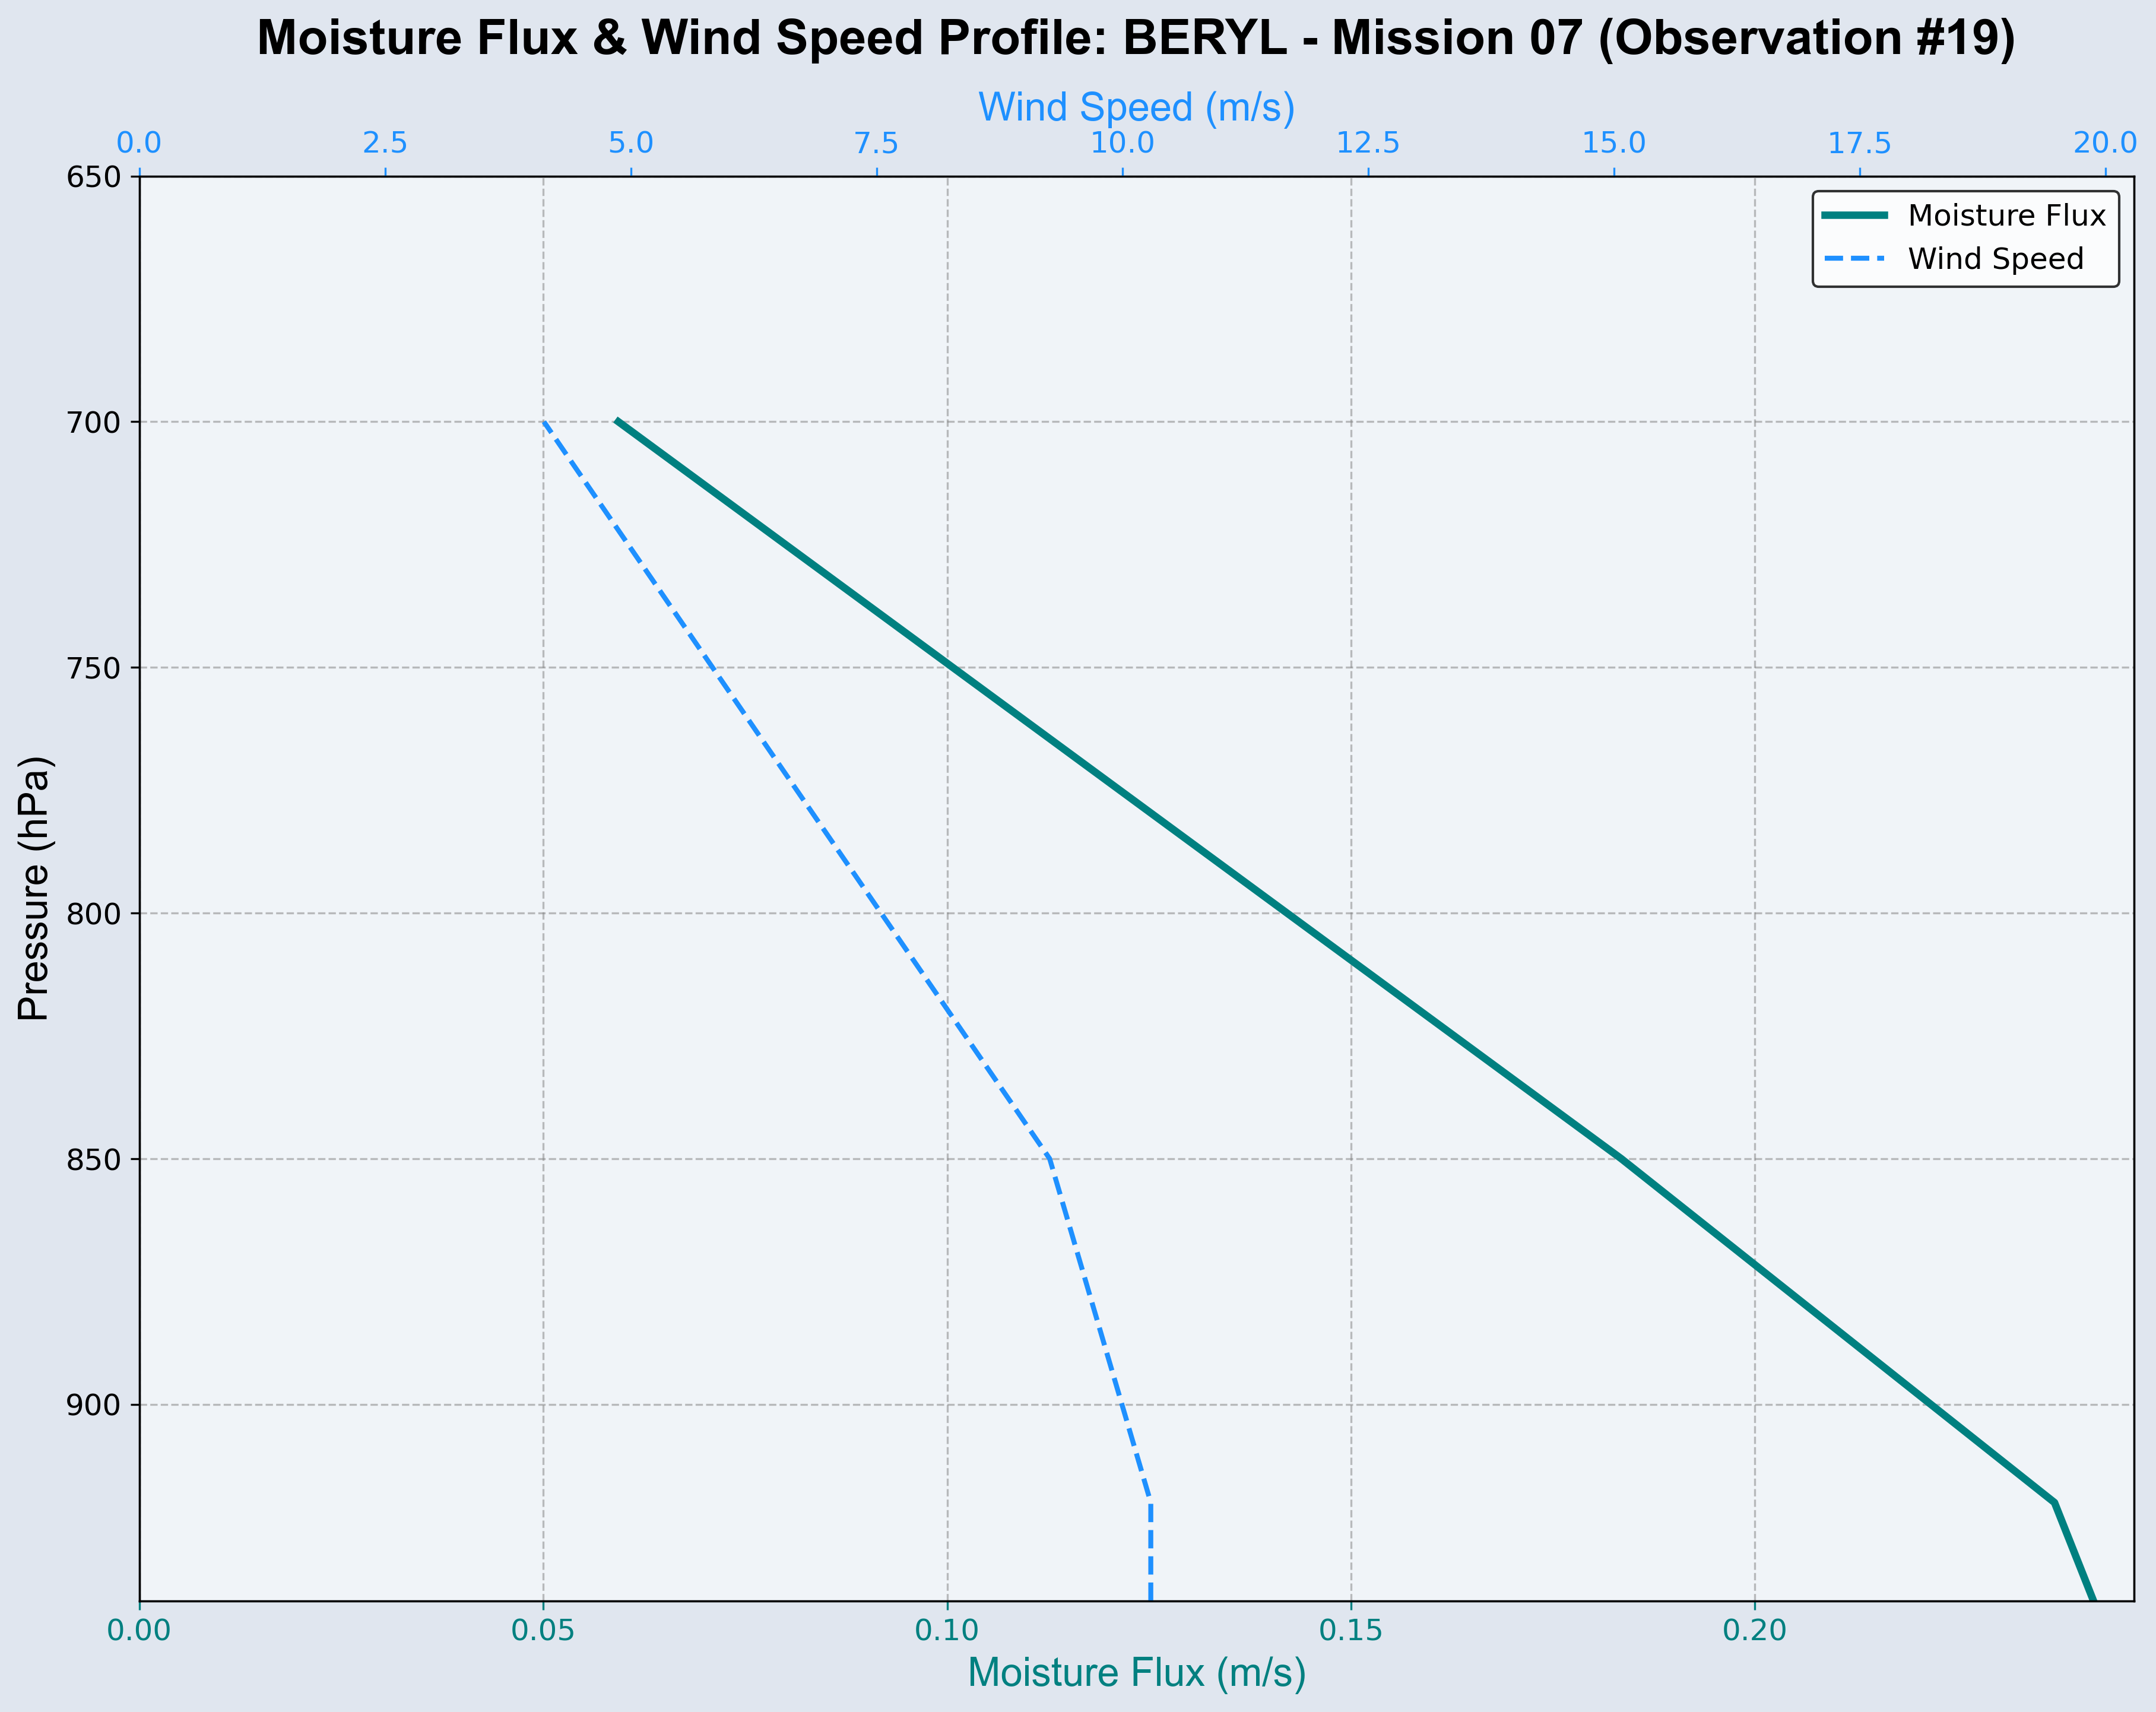 Moisture Flux & Wind Speed Profile: BERYL - Mission 07 (Observation #19)
Wind Speed (m/s)
0.0 2.5 5.0 7.5 10.0 12.5 15.0 17.5 20.0
Moisture Flux
Wind Speed
650
700
750
800
850
900
Pressure (hPa)
0.00 0.05 0.10 0.15 0.20
Moisture Flux (m/s)